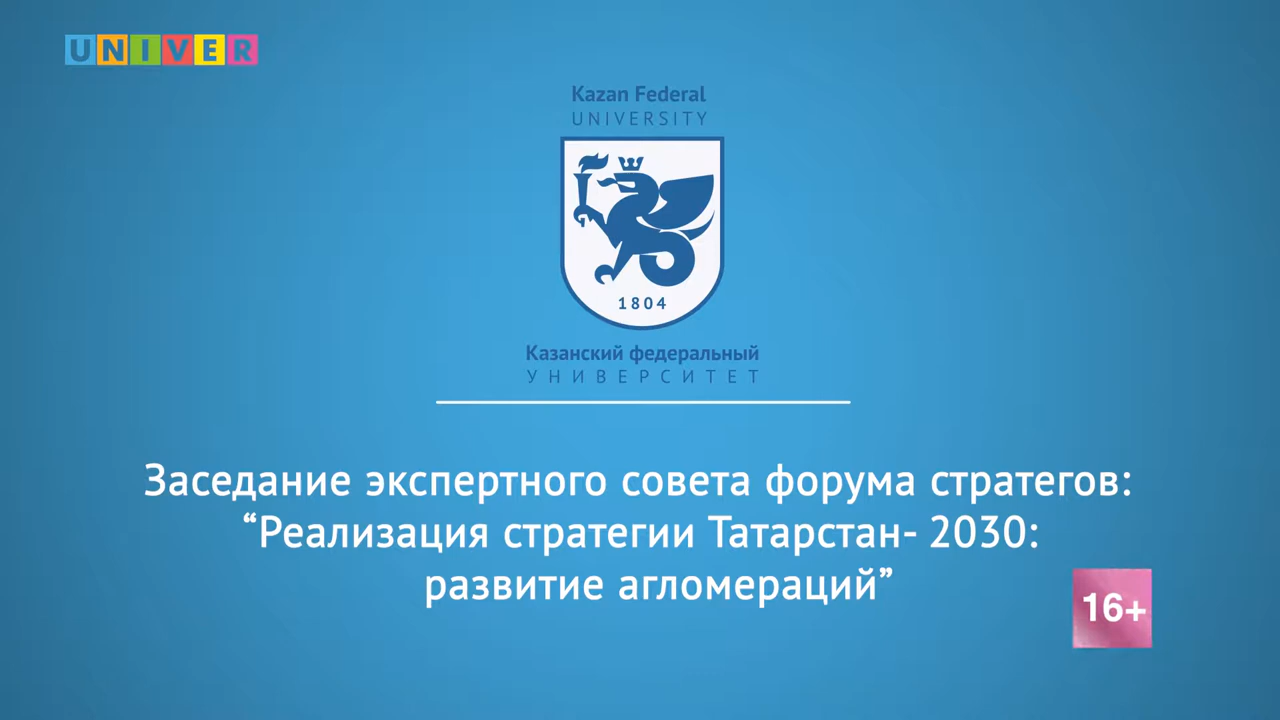 UNIVER
Kazan Federal
UNIVERSITY
1804
Казанский федеральный
УНИВЕРСИТЕТ
Заседание экспертного совета форума стратегов:
“Реализация стратегии Татарстан- 2030:
развитие агломераций”
16+